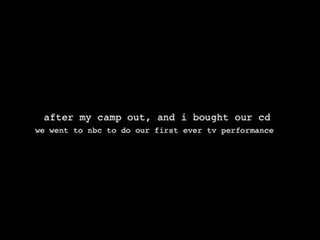 after my camp out, and i bought our cd
we went to nbc to do our first ever tv performance